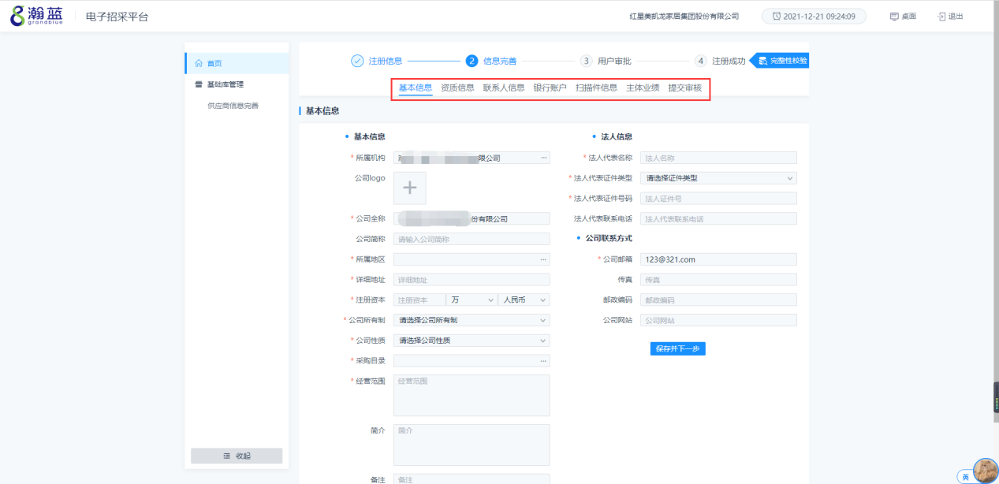 瀚蓝
grandblue
电子招采平台
红星美凯龙家居集团股份有限公司
2021-12-21 09:24:09
桌面
退出
首页
基础库管理
供应商信息完善
收起
注册信息
2 信息完善
3 用户审批
4 注册成功
完整性校验
基本信息 资质信息 联系人信息 银行账户 扫描件信息 主体业绩 提交审核
基本信息
基本信息
* 所属机构 限公司 ···
公司logo
* 公司全称 份有限公司
公司简称 请输入公司简称
* 所属地区 ···
* 详细地址 详细地址
* 注册资本 注册资本 万 人民币
* 公司所有制 请选择公司所有制
* 公司性质 请选择公司性质
* 采购目录 ···
* 经营范围 经营范围
简介 简介
备注 备注
法人信息
* 法人代表名称 法人名称
* 法人代表证件类型 请选择证件类型
* 法人代表证件号码 法人证件号
法人代表联系电话 法人代表联系电话
公司联系方式
* 公司邮箱 123@321.com
传真 传真
邮政编码 邮政编码
公司网站 公司网站
保存并下一步
英